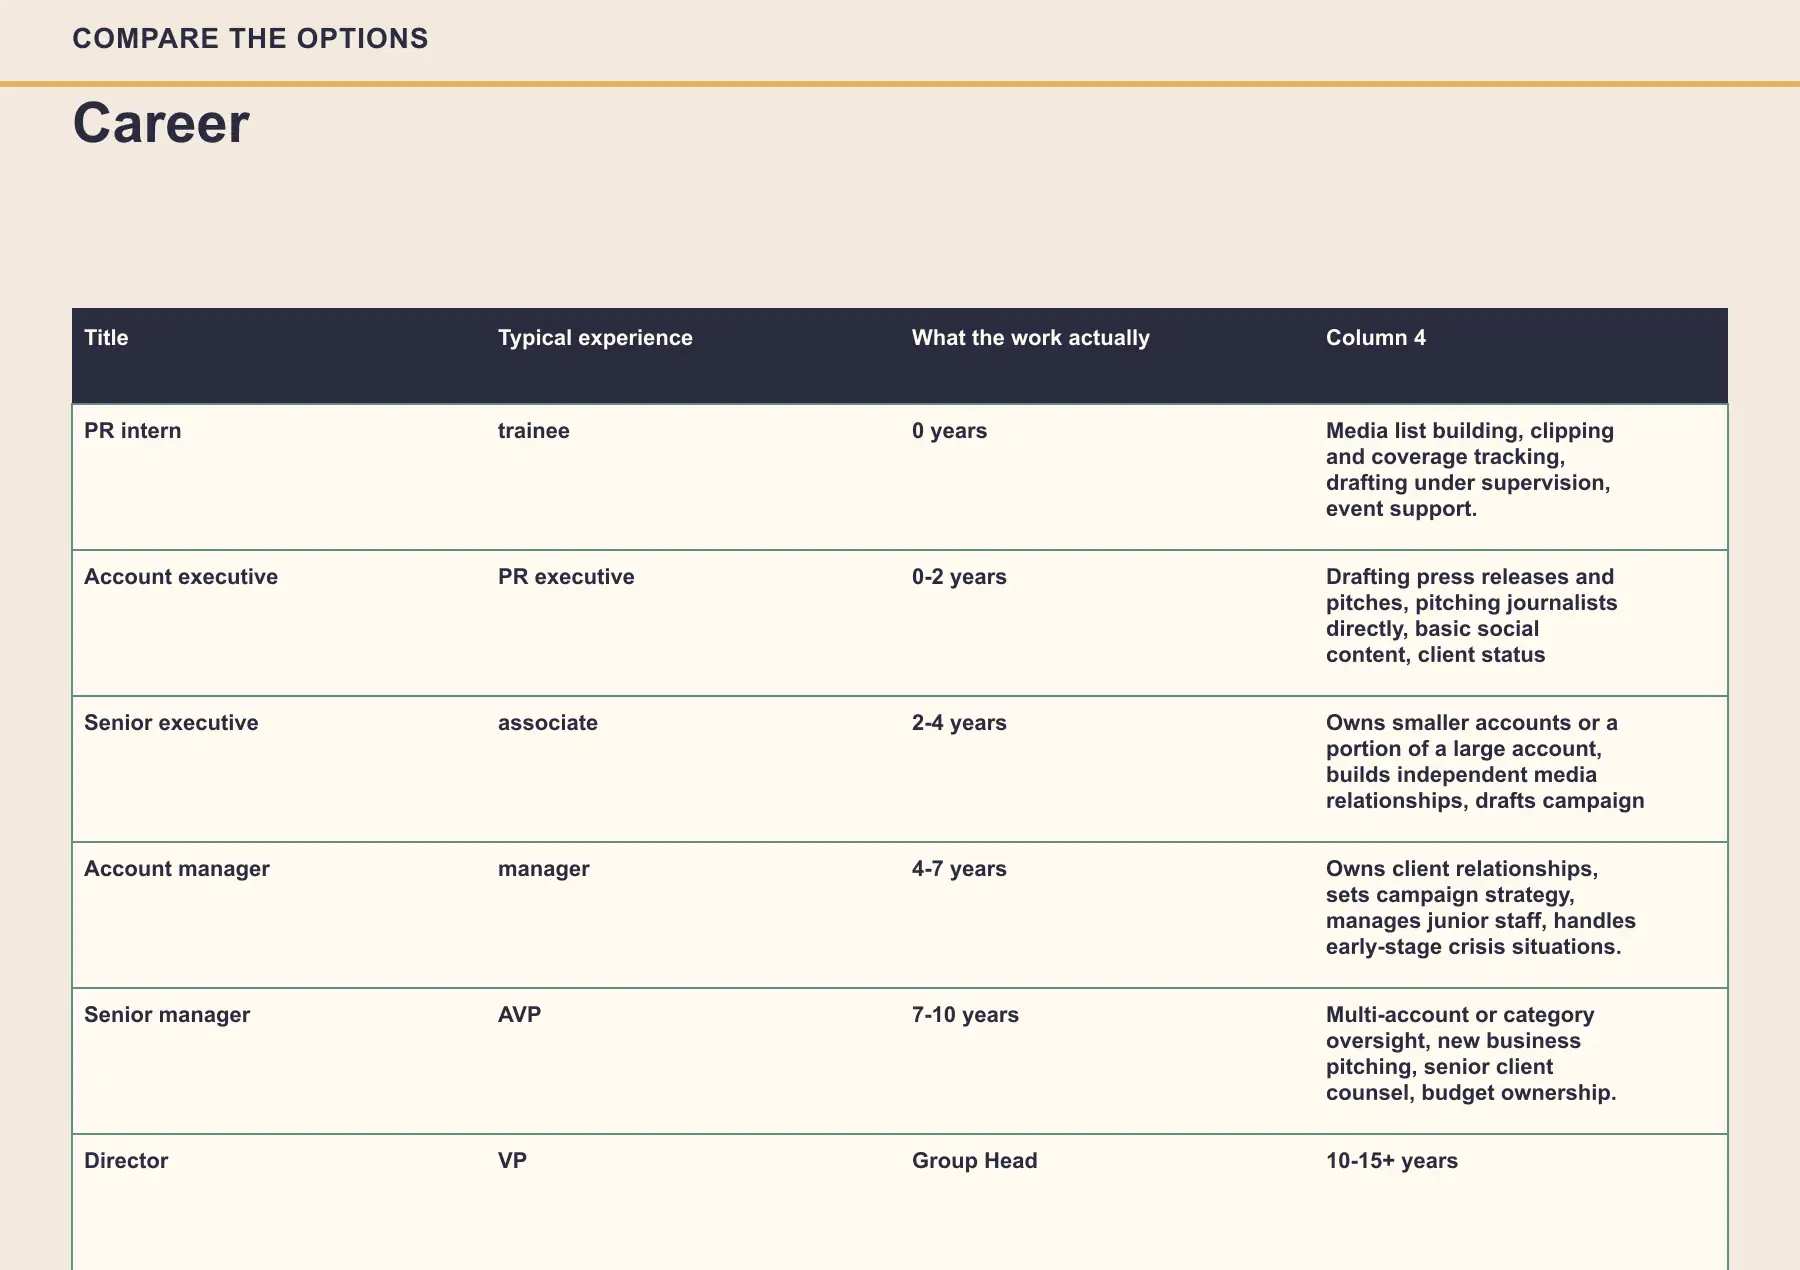 COMPARE THE OPTIONS
Career
Title Typical experience What the work actually Column 4
PR intern trainee 0 years Media list building, clipping
and coverage tracking,
drafting under supervision,
event support.
Account executive PR executive 0-2 years Drafting press releases and
pitches, pitching journalists
directly, basic social
content, client status
Senior executive associate 2-4 years Owns smaller accounts or a
portion of a large account,
builds independent media
relationships, drafts campaign
Account manager manager 4-7 years Owns client relationships,
sets campaign strategy,
manages junior staff, handles
early-stage crisis situations.
Senior manager AVP 7-10 years Multi-account or category
oversight, new business
pitching, senior client
counsel, budget ownership.
Director VP Group Head 10-15+ years